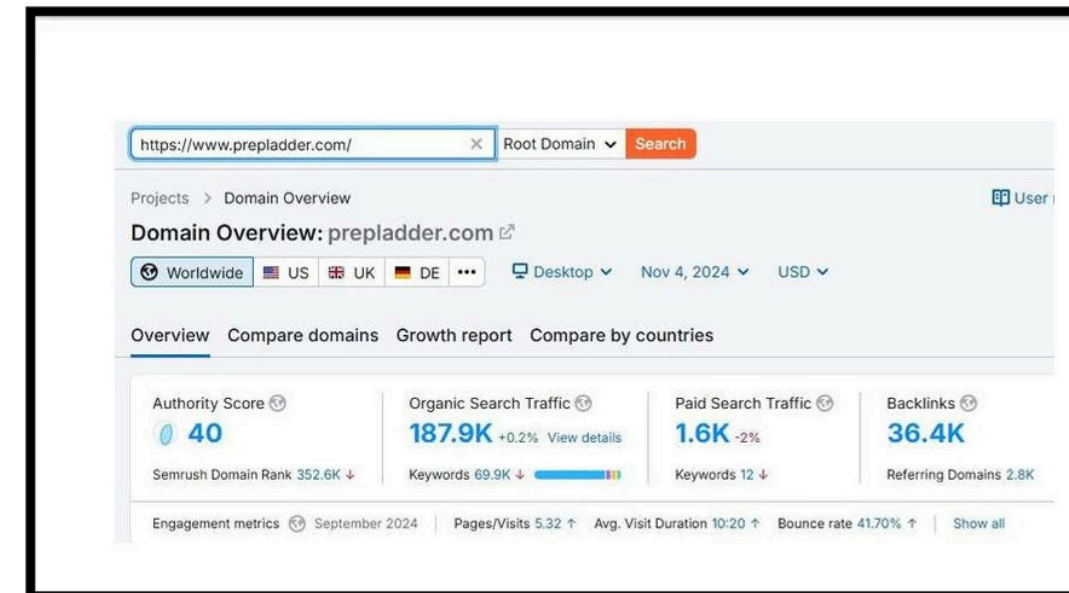 https://www.prepladder.com/ × Root Domain Search
Projects > Domain Overview User
Domain Overview: prepladder.com
Worldwide US UK DE ••• Desktop Nov 4, 2024 USD
Overview Compare domains Growth report Compare by countries
Authority Score Organic Search Traffic Paid Search Traffic Backlinks
40 187.9K +0.2% View details 1.6K -2% 36.4K
Semrush Domain Rank 352.6K ↓ Keywords 69.9K ↓ Keywords 12 ↓ Referring Domains 2.8K
Engagement metrics September 2024 Pages/Visits 5.32 ↑ Avg. Visit Duration 10:20 ↑ Bounce rate 41.70% ↑ Show all